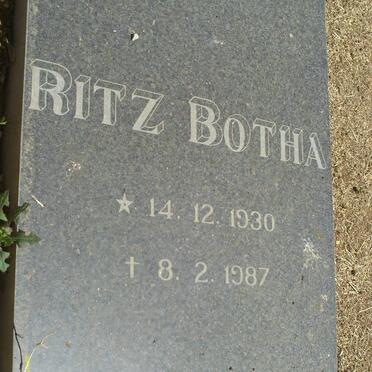 RITZ BOTHA
★ 14. 12. 1930
† 8. 2. 1987